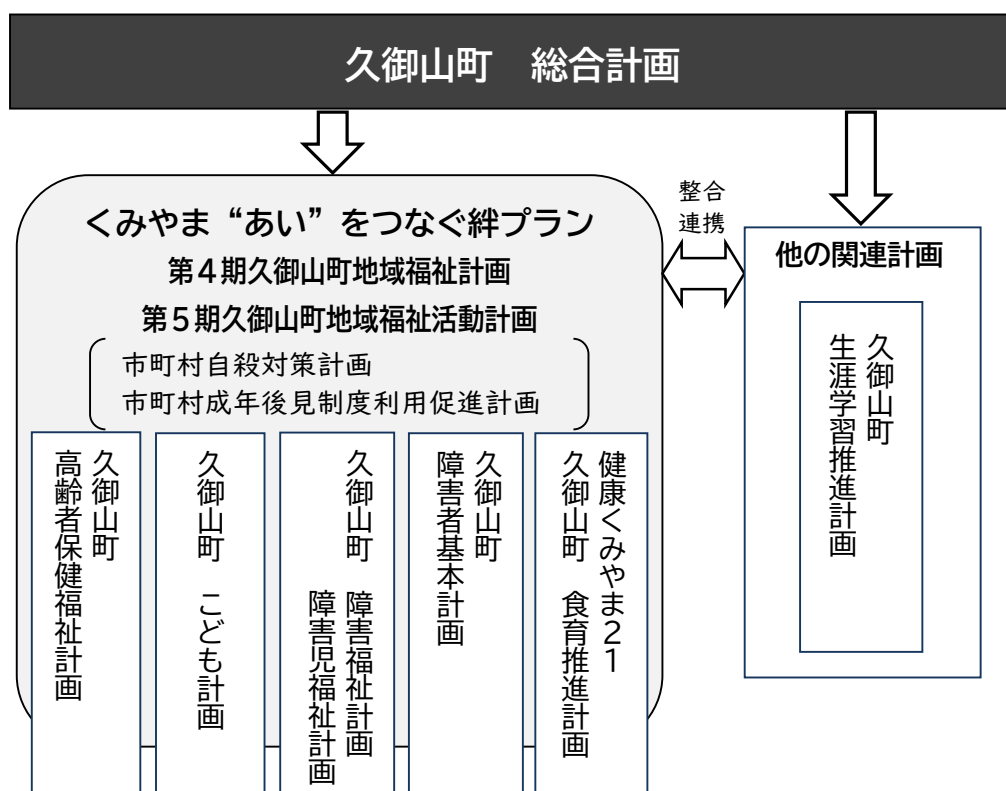 久御山町　総合計画
くみやま“あい”をつなぐ絆プラン
第４期久御山町地域福祉計画
第５期久御山町地域福祉活動計画
市町村自殺対策計画
市町村成年後見制度利用促進計画
整合
連携
他の関連計画
久御山町
生涯学習推進計画
健康くみやま２１
久御山町　食育推進計画
久御山町
障害者基本計画
久御山町　障害福祉計画
障害児福祉計画
久御山町　こども計画
久御山町
高齢者保健福祉計画